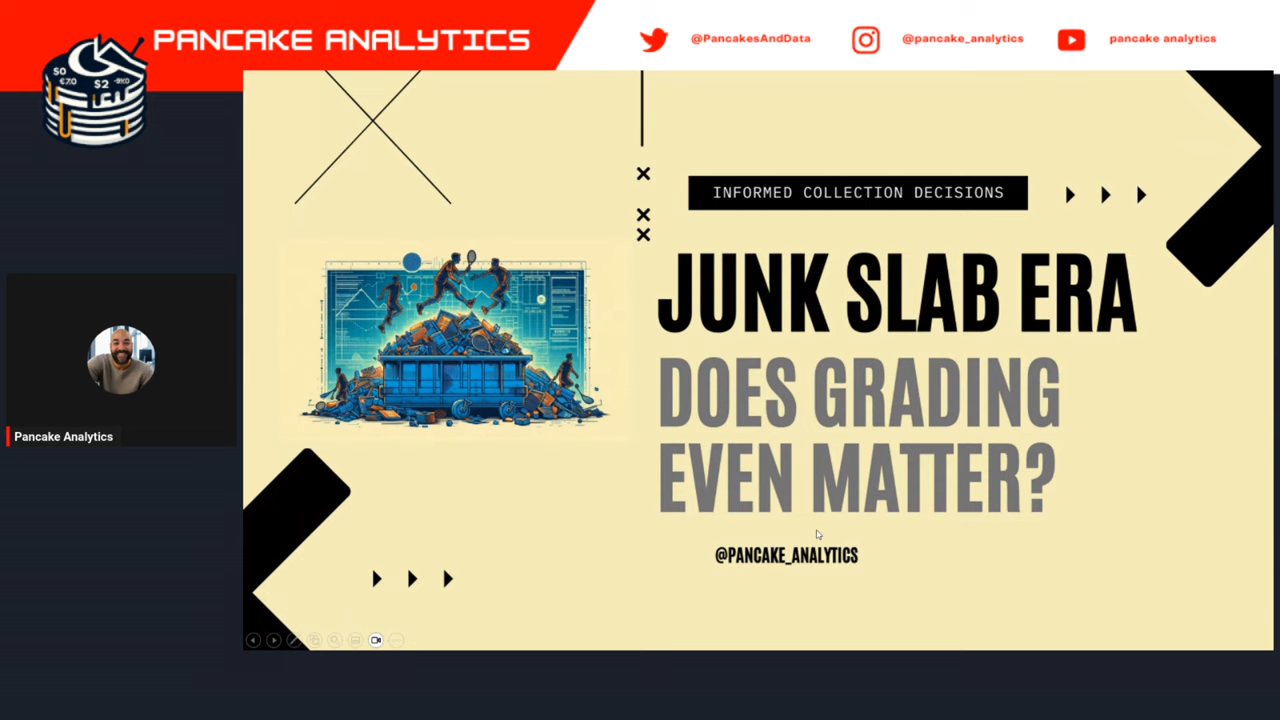 PANCAKE ANALYTICS
@PancakesAndData
@pancake_analytics
pancake analytics
$0
INFORMED COLLECTION DECISIONS
JUNK SLAB ERA
DOES GRADING
EVEN MATTER?
@PANCAKE_ANALYTICS
Pancake Analytics